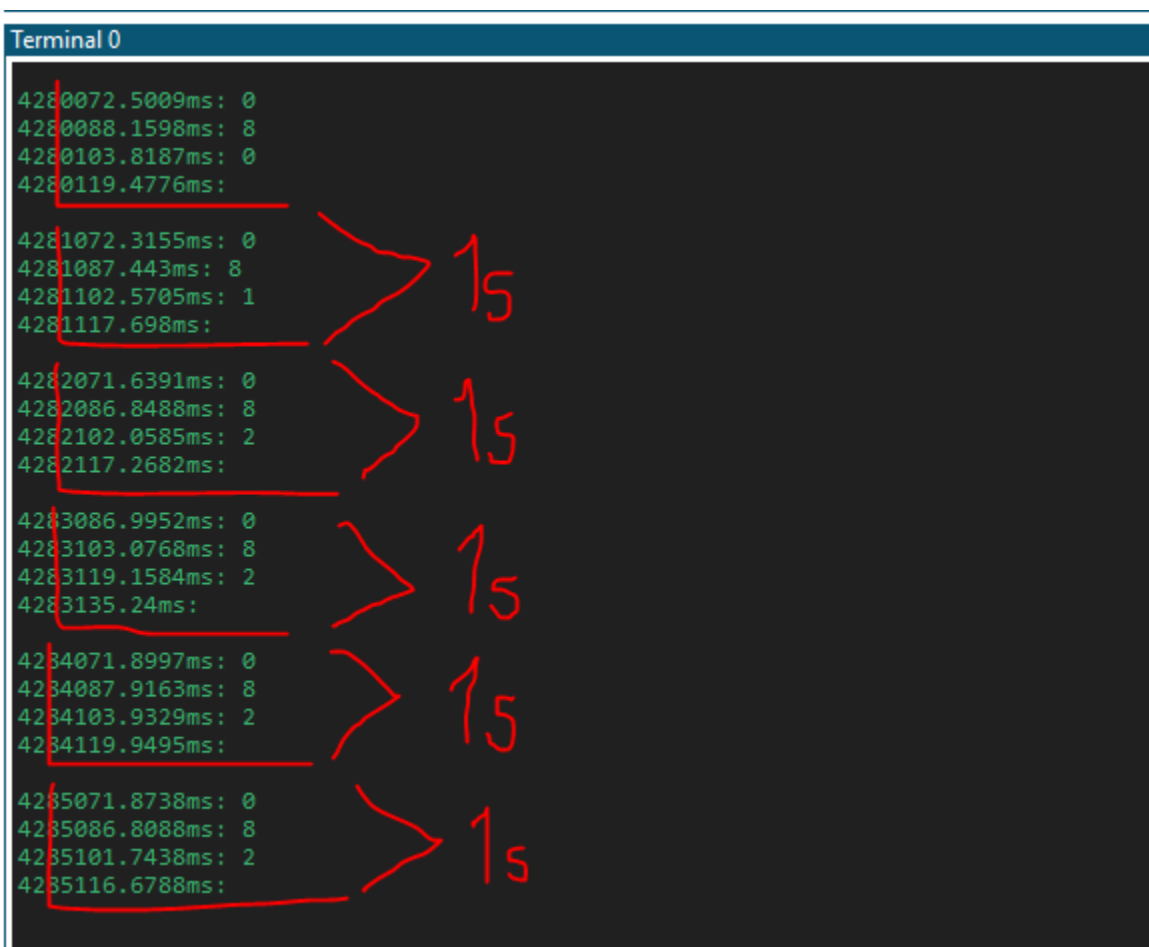 Terminal 0
4280072.5009ms: 0
4280088.1598ms: 8
4280103.8187ms: 0
4280119.4776ms:
4281072.3155ms: 0
4281087.443ms: 8
4281102.5705ms: 1
4281117.698ms:
1s
4282071.6391ms: 0
4282086.8488ms: 8
4282102.0585ms: 2
4282117.2682ms:
1s
4283086.9952ms: 0
4283103.0768ms: 8
4283119.1584ms: 2
4283135.24ms:
1s
4284071.8997ms: 0
4284087.9163ms: 8
4284103.9329ms: 2
4284119.9495ms:
1s
4285071.8738ms: 0
4285086.8088ms: 8
4285101.7438ms: 2
4285116.6788ms:
1s